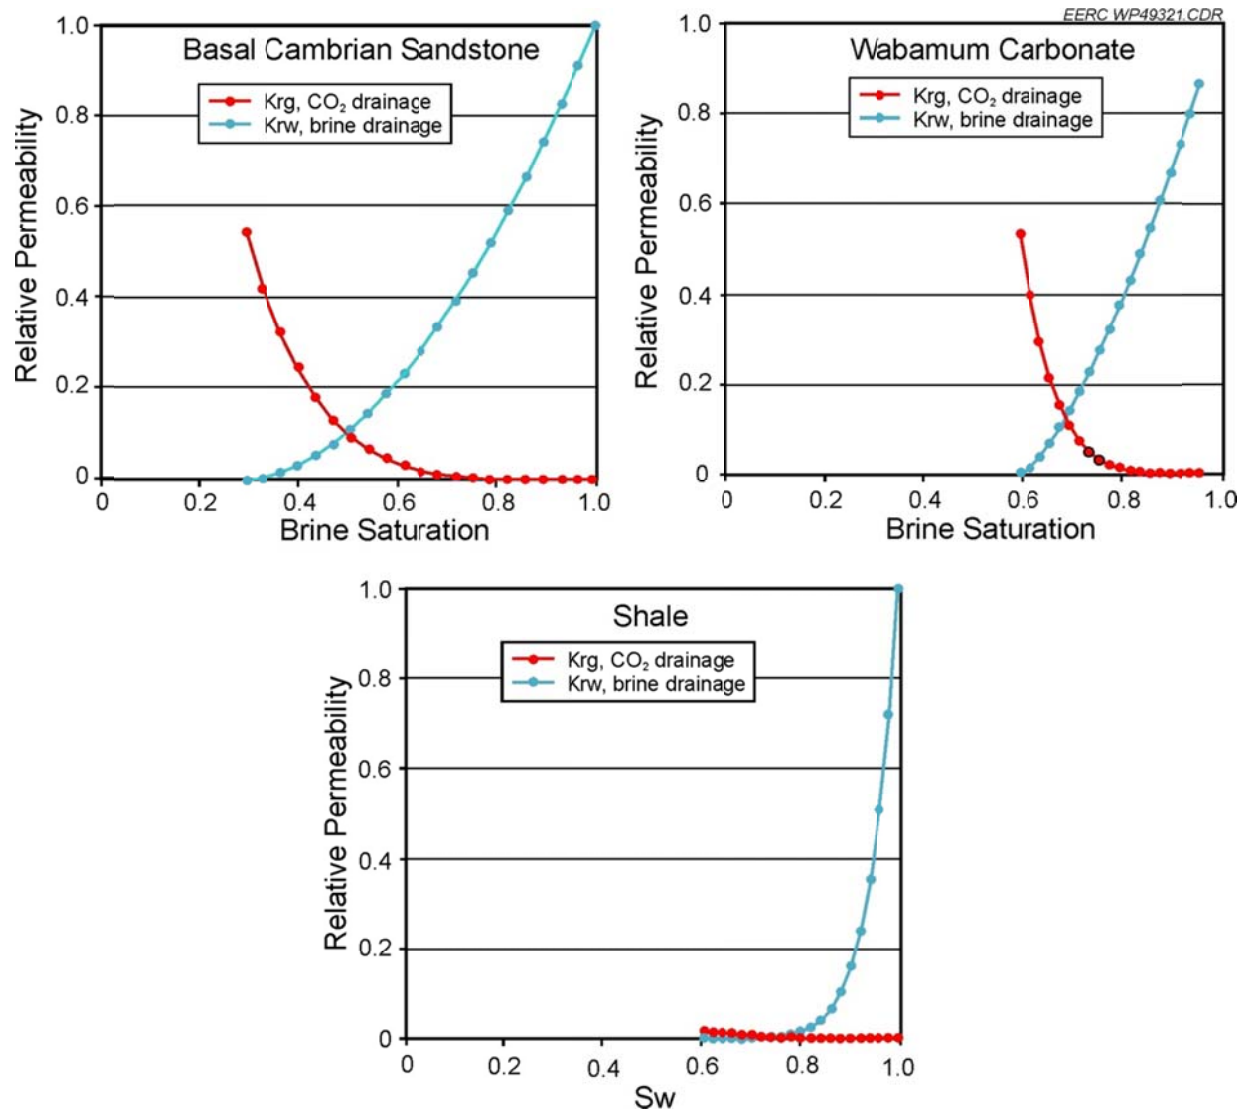 EERC WP49321.CDR
Basal Cambrian Sandstone
Krg, CO₂ drainage
Krw, brine drainage
Relative Permeability
1.0
0.8
0.6
0.4
0.2
0
0 0.2 0.4 0.6 0.8 1.0
Brine Saturation
Wabamum Carbonate
Krg, CO₂ drainage
Krw, brine drainage
Relative Permeability
1.0
0.8
0.6
0.4
0.2
0
0 0.2 0.4 0.6 0.8 1.0
Brine Saturation
Shale
Krg, CO₂ drainage
Krw, brine drainage
Relative Permeability
1.0
0.8
0.6
0.4
0.2
0
0 0.2 0.4 0.6 0.8 1.0
Sw